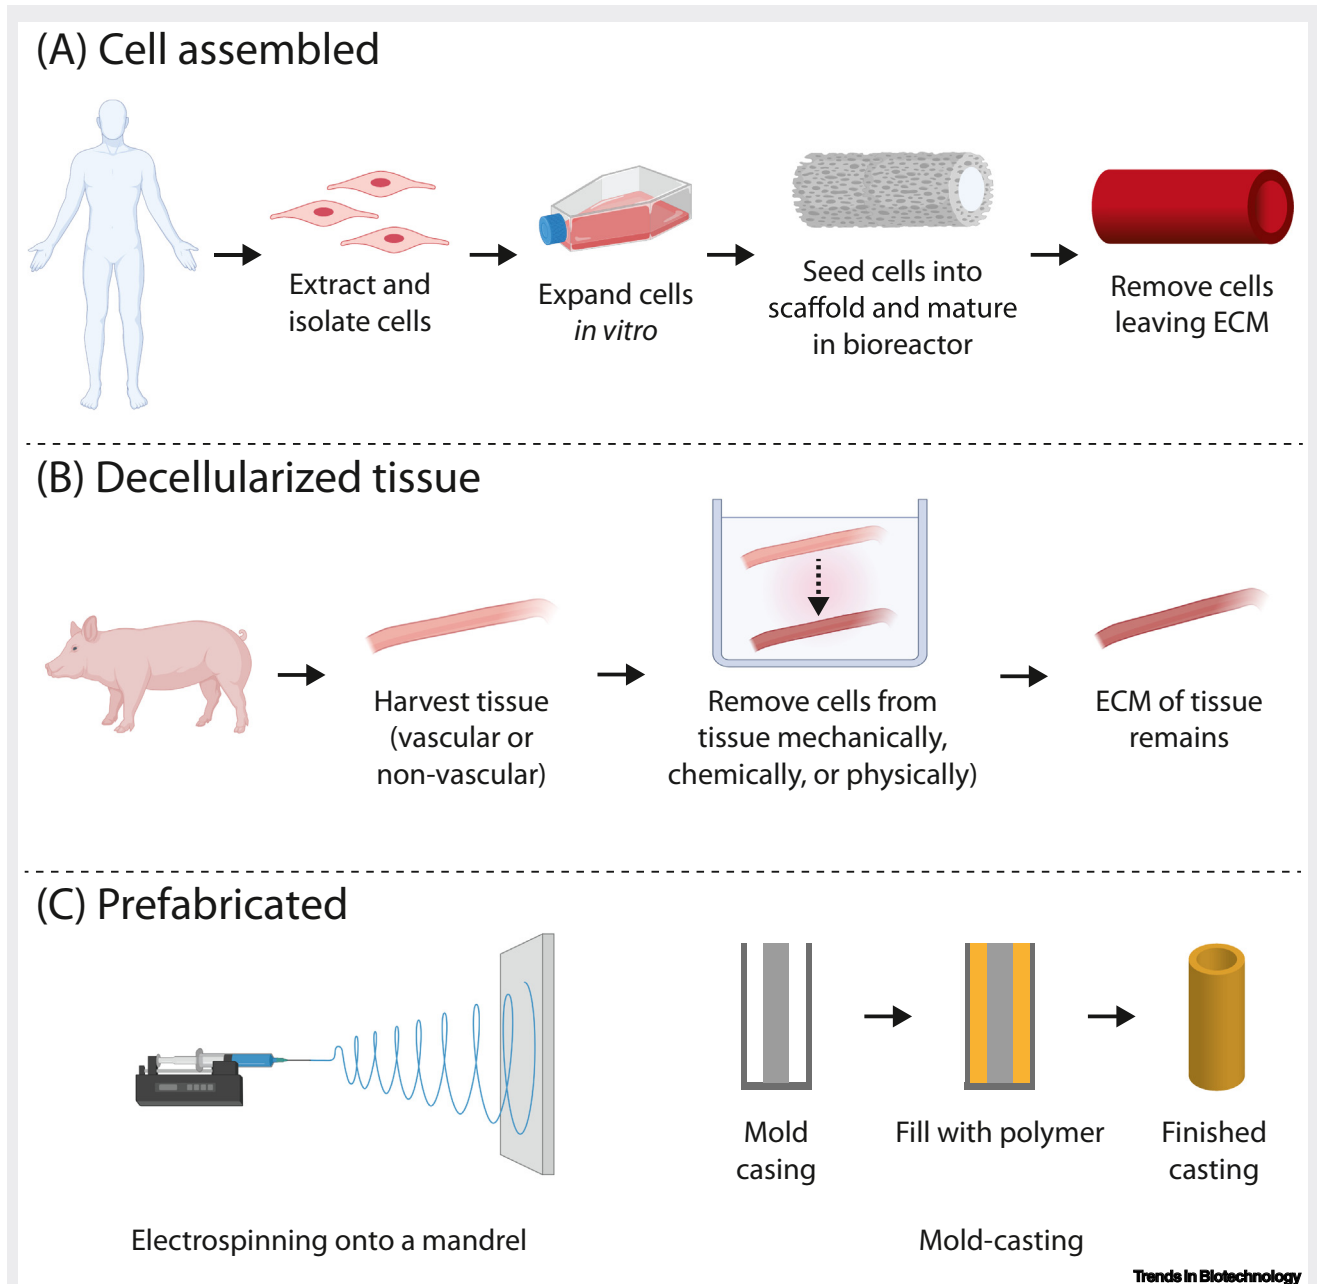 (A) Cell assembled
Extract and
isolate cells
Expand cells
in vitro
Seed cells into
scaffold and mature
in bioreactor
Remove cells
leaving ECM
(B) Decellularized tissue
Harvest tissue
(vascular or
non-vascular)
Remove cells from
tissue mechanically,
chemically, or physically)
ECM of tissue
remains
(C) Prefabricated
Electrospinning onto a mandrel
Mold
casing
Fill with polymer
Finished
casting
Mold-casting
Trends in Biotechnology